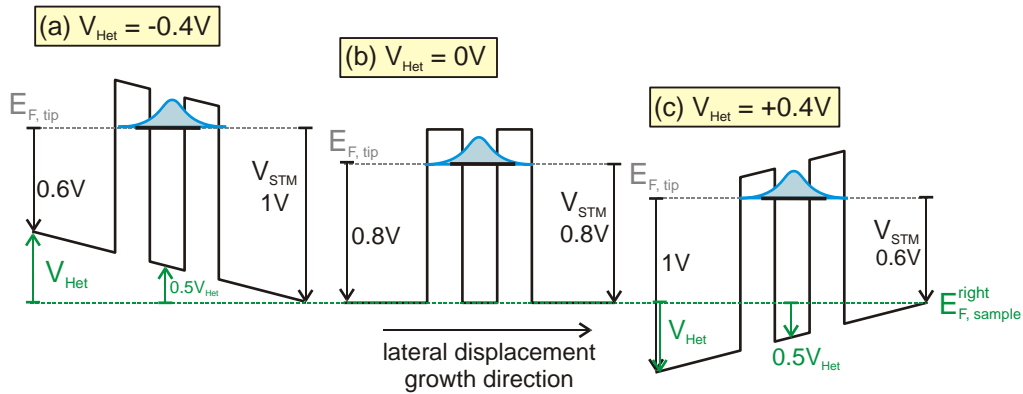 (a) V_Het = -0.4V
E_F, tip
0.6V
V_STM
1V
V_Het
0.5V_Het
(b) V_Het = 0V
E_F, tip
0.8V
V_STM
0.8V
lateral displacement
growth direction
(c) V_Het = +0.4V
E_F, tip
1V
V_STM
0.6V
V_Het
0.5V_Het
E_F, sample^right